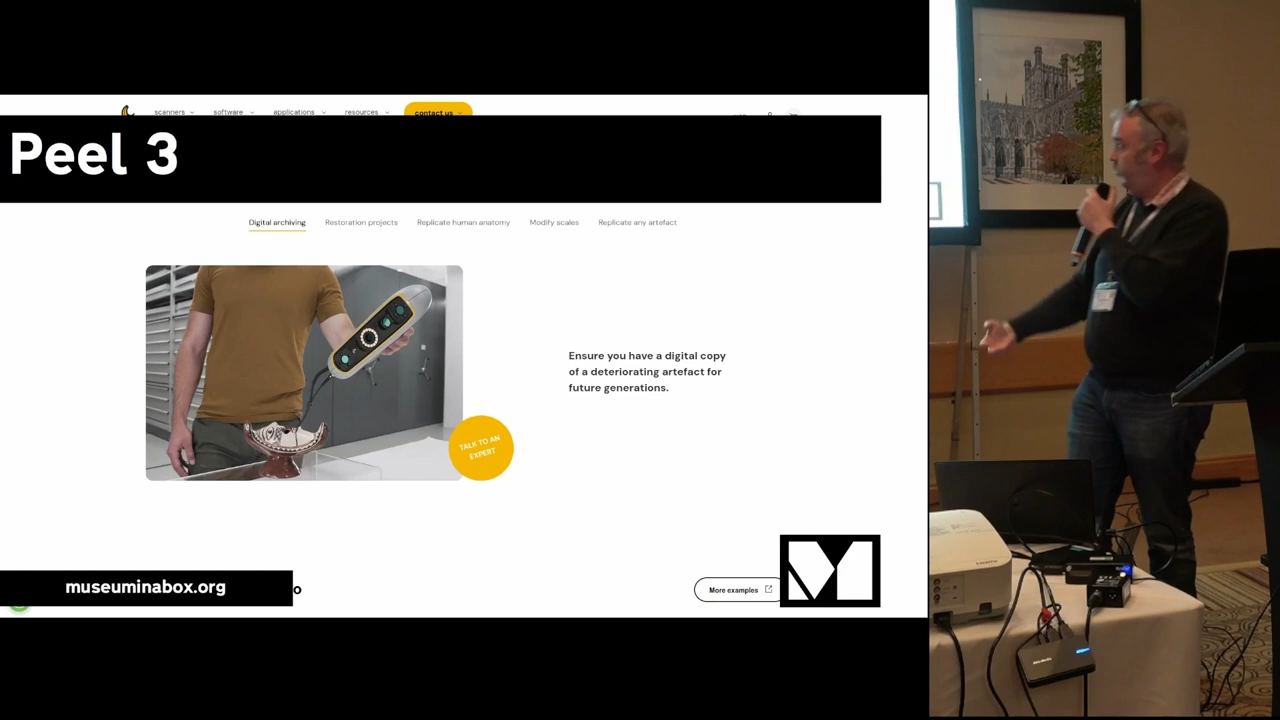 scanners
software
applications
resources
contact us
Peel 3
Digital archiving
Restoration projects
Replicate human anatomy
Modify scales
Replicate any artefact
Ensure you have a digital copy
of a deteriorating artefact for
future generations.
TALK TO AN
EXPERT
museuminabox.org
o
More examples
M